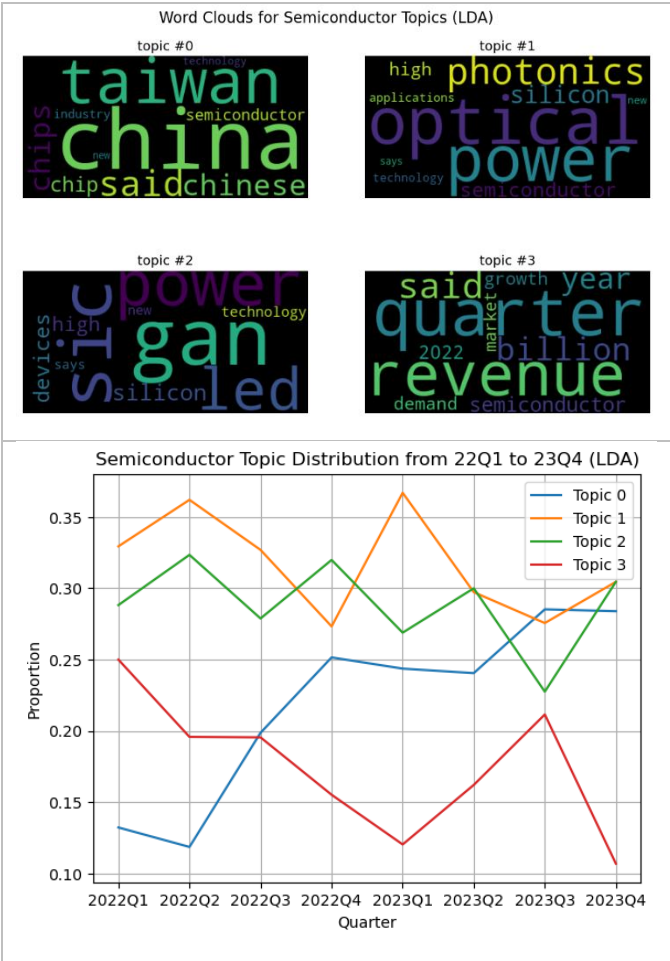 Word Clouds for Semiconductor Topics (LDA)
topic #0
technology
taiwan
industry
semiconductor
chips
china
new
chip
said
chinese
topic #1
high
photonics
applications
silicon
new
optical
says
power
technology
semiconductor
topic #2
power
new
technology
sic
high
gan
devices
says
silicon
led
topic #3
said
growth
year
quarter
market
2022
billion
revenue
demand
semiconductor
Semiconductor Topic Distribution from 22Q1 to 23Q4 (LDA)
Topic 0
Topic 1
Topic 2
Topic 3
Proportion
0.35
0.30
0.25
0.20
0.15
0.10
2022Q1 2022Q2 2022Q3 2022Q4 2023Q1 2023Q2 2023Q3 2023Q4
Quarter